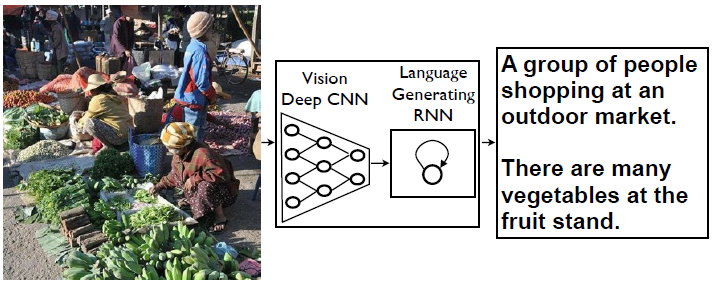 Vision
Deep CNN
Language
Generating
RNN
A group of people
shopping at an
outdoor market.
There are many
vegetables at the
fruit stand.